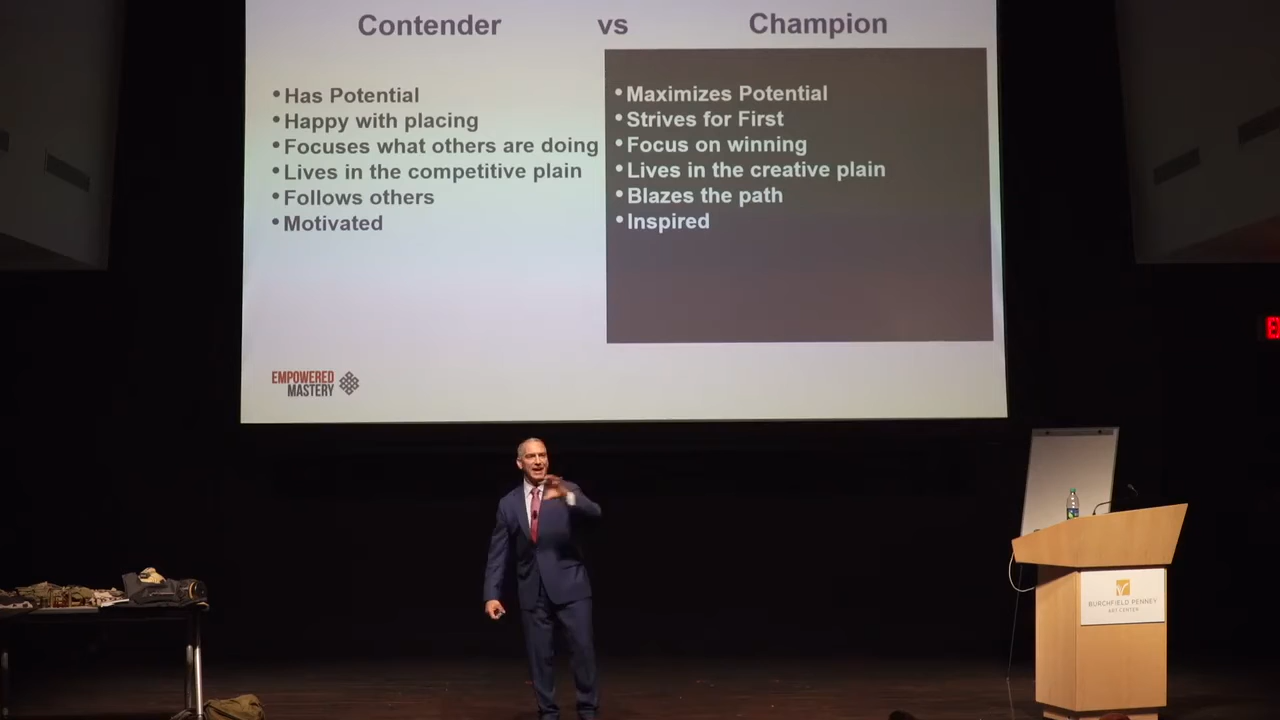 Contender vs Champion
•Has Potential
•Happy with placing
•Focuses what others are doing
•Lives in the competitive plain
•Follows others
•Motivated
•Maximizes Potential
•Strives for First
•Focus on winning
•Lives in the creative plain
•Blazes the path
•Inspired
EMPOWERED
MASTERY
BURCHFIELD PENNEY
ART CENTER
E